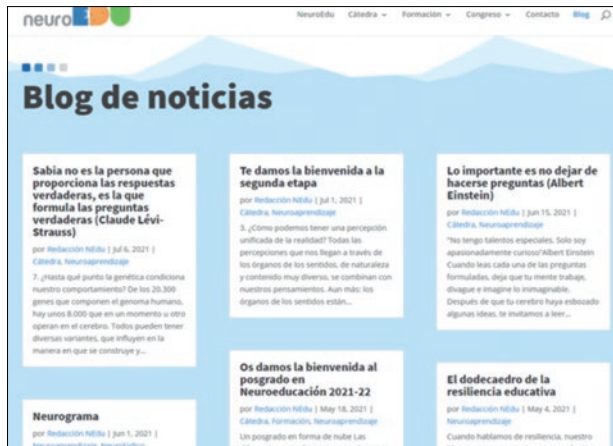 neuroEDU
NeuroEdu Cátedra Formación Congreso Contacto Blog
Blog de noticias
Sabia no es la persona que
proporciona las respuestas
verdaderas, es la que
formula las preguntas
verdaderas (Claude Lévi-
Strauss)
por Redacción NEdu | Jul 6, 2021 |
Cátedra, Neuroaprendizaje
7. ¿Hasta qué punto la genética condiciona
nuestro comportamiento? De los 20.300
genes que componen el genoma humano,
hay unos 8.000 que en un momento u otro
operan en el cerebro. Todos pueden tener
diversas variantes, que influyen en la
manera en que se construye y...
Neurograma
por Redacción NEdu | Jun 1, 2021 |
Te damos la bienvenida a la
segunda etapa
por Redacción NEdu | Jul 1, 2021 |
Cátedra, Neuroaprendizaje
3. ¿Cómo podemos tener una percepción
unificada de la realidad? Todas las
percepciones que nos llegan a través de
los órganos de los sentidos, de naturaleza
y contenido muy diverso, se combinan con
nuestros pensamientos. Aun más: los
órganos de los sentidos están...
Os damos la bienvenida al
posgrado en
Neuroeducación 2021-22
por Redacción NEdu | May 18, 2021 |
Cátedra, Formación, Neuroaprendizaje
Un posgrado en forma de nube Las
Lo importante es no dejar de
hacerse preguntas (Albert
Einstein)
por Redacción NEdu | Jun 15, 2021 |
Cátedra, Neuroaprendizaje
"No tengo talentos especiales. Solo soy
apasionadamente curioso"Albert Einstein
Cuando leas cada una de las preguntas
formuladas, deja que tu mente trabaje,
divague e imagine lo inimaginable.
Después de que tu cerebro haya esbozado
algunas ideas, te invitamos a leer...
El dodecaedro de la
resiliencia educativa
por Redacción NEdu | May 4, 2021 |
Neuroaprendizaje
Cuando hablamos de resiliencia, nuestro